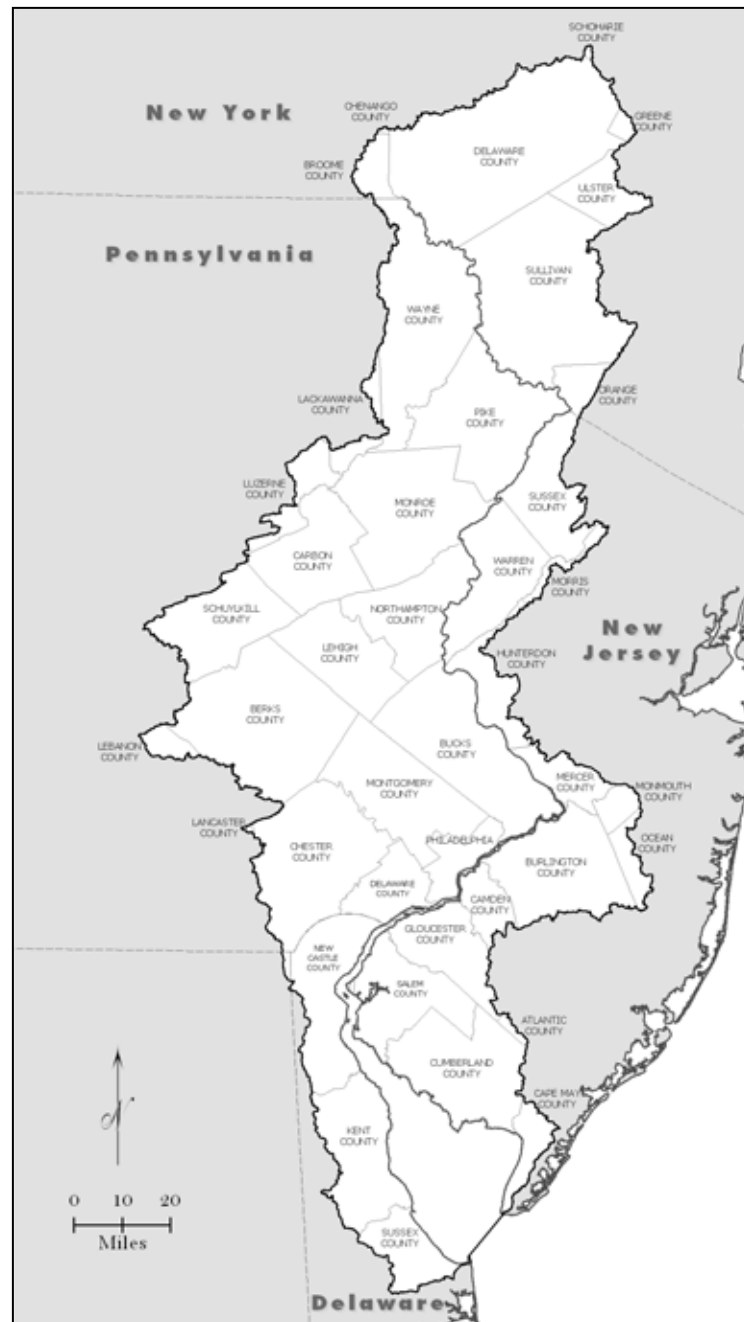 SCHOHARIE
COUNTY
New York
CHENANGO
COUNTY
GREENE
COUNTY
DELAWARE
COUNTY
BROOME
COUNTY
ULSTER
COUNTY
Pennsylvania
SULLIVAN
COUNTY
WAYNE
COUNTY
ORANGE
COUNTY
LACKAWANNA
COUNTY
PIKE
COUNTY
LUZERNE
COUNTY
SUSSEX
COUNTY
MONROE
COUNTY
CARBON
COUNTY
WARREN
COUNTY
MORRIS
COUNTY
SCHUYLKILL
COUNTY
NORTHAMPTON
COUNTY
New
Jersey
LEHIGH
COUNTY
HUNTERDON
COUNTY
BERKS
COUNTY
BUCKS
COUNTY
LEBANON
COUNTY
MERCER
COUNTY
MONTGOMERY
COUNTY
MONMOUTH
COUNTY
LANCASTER
COUNTY
PHILADELPHIA
OCEAN
COUNTY
CHESTER
COUNTY
BURLINGTON
COUNTY
DELAWARE
COUNTY
CAMDEN
COUNTY
GLOUCESTER
COUNTY
NEW
CASTLE
COUNTY
SALEM
COUNTY
ATLANTIC
COUNTY
CUMBERLAND
COUNTY
CAPE MAY
COUNTY
N
KENT
COUNTY
0 10 20
Miles
SUSSEX
COUNTY
Delaware